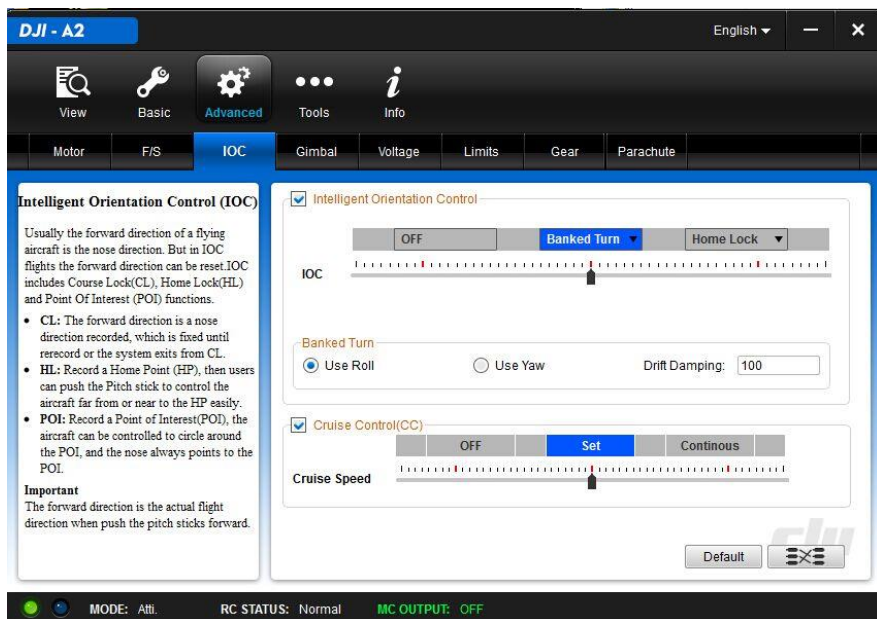 DJI - A2
English
View
Basic
Advanced
Tools
Info
Motor
F/S
IOC
Gimbal
Voltage
Limits
Gear
Parachute
Intelligent Orientation Control (IOC)
Usually the forward direction of a flying
aircraft is the nose direction. But in IOC
flights the forward direction can be reset.IOC
includes Course Lock(CL), Home Lock(HL)
and Point Of Interest (POI) functions.
• CL: The forward direction is a nose
direction recorded, which is fixed until
rerecord or the system exits from CL.
• HL: Record a Home Point (HP), then users
can push the Pitch stick to control the
aircraft far from or near to the HP easily.
• POI: Record a Point of Interest(POI), the
aircraft can be controlled to circle around
the POI, and the nose always points to the
POI.
Important
The forward direction is the actual flight
direction when push the pitch sticks forward.
Intelligent Orientation Control
OFF
Banked Turn
Home Lock
IOC
Banked Turn
Use Roll
Use Yaw
Drift Damping: 100
Cruise Control(CC)
OFF
Set
Continous
Cruise Speed
Default
MODE: Atti.
RC STATUS: Normal
MC OUTPUT: OFF